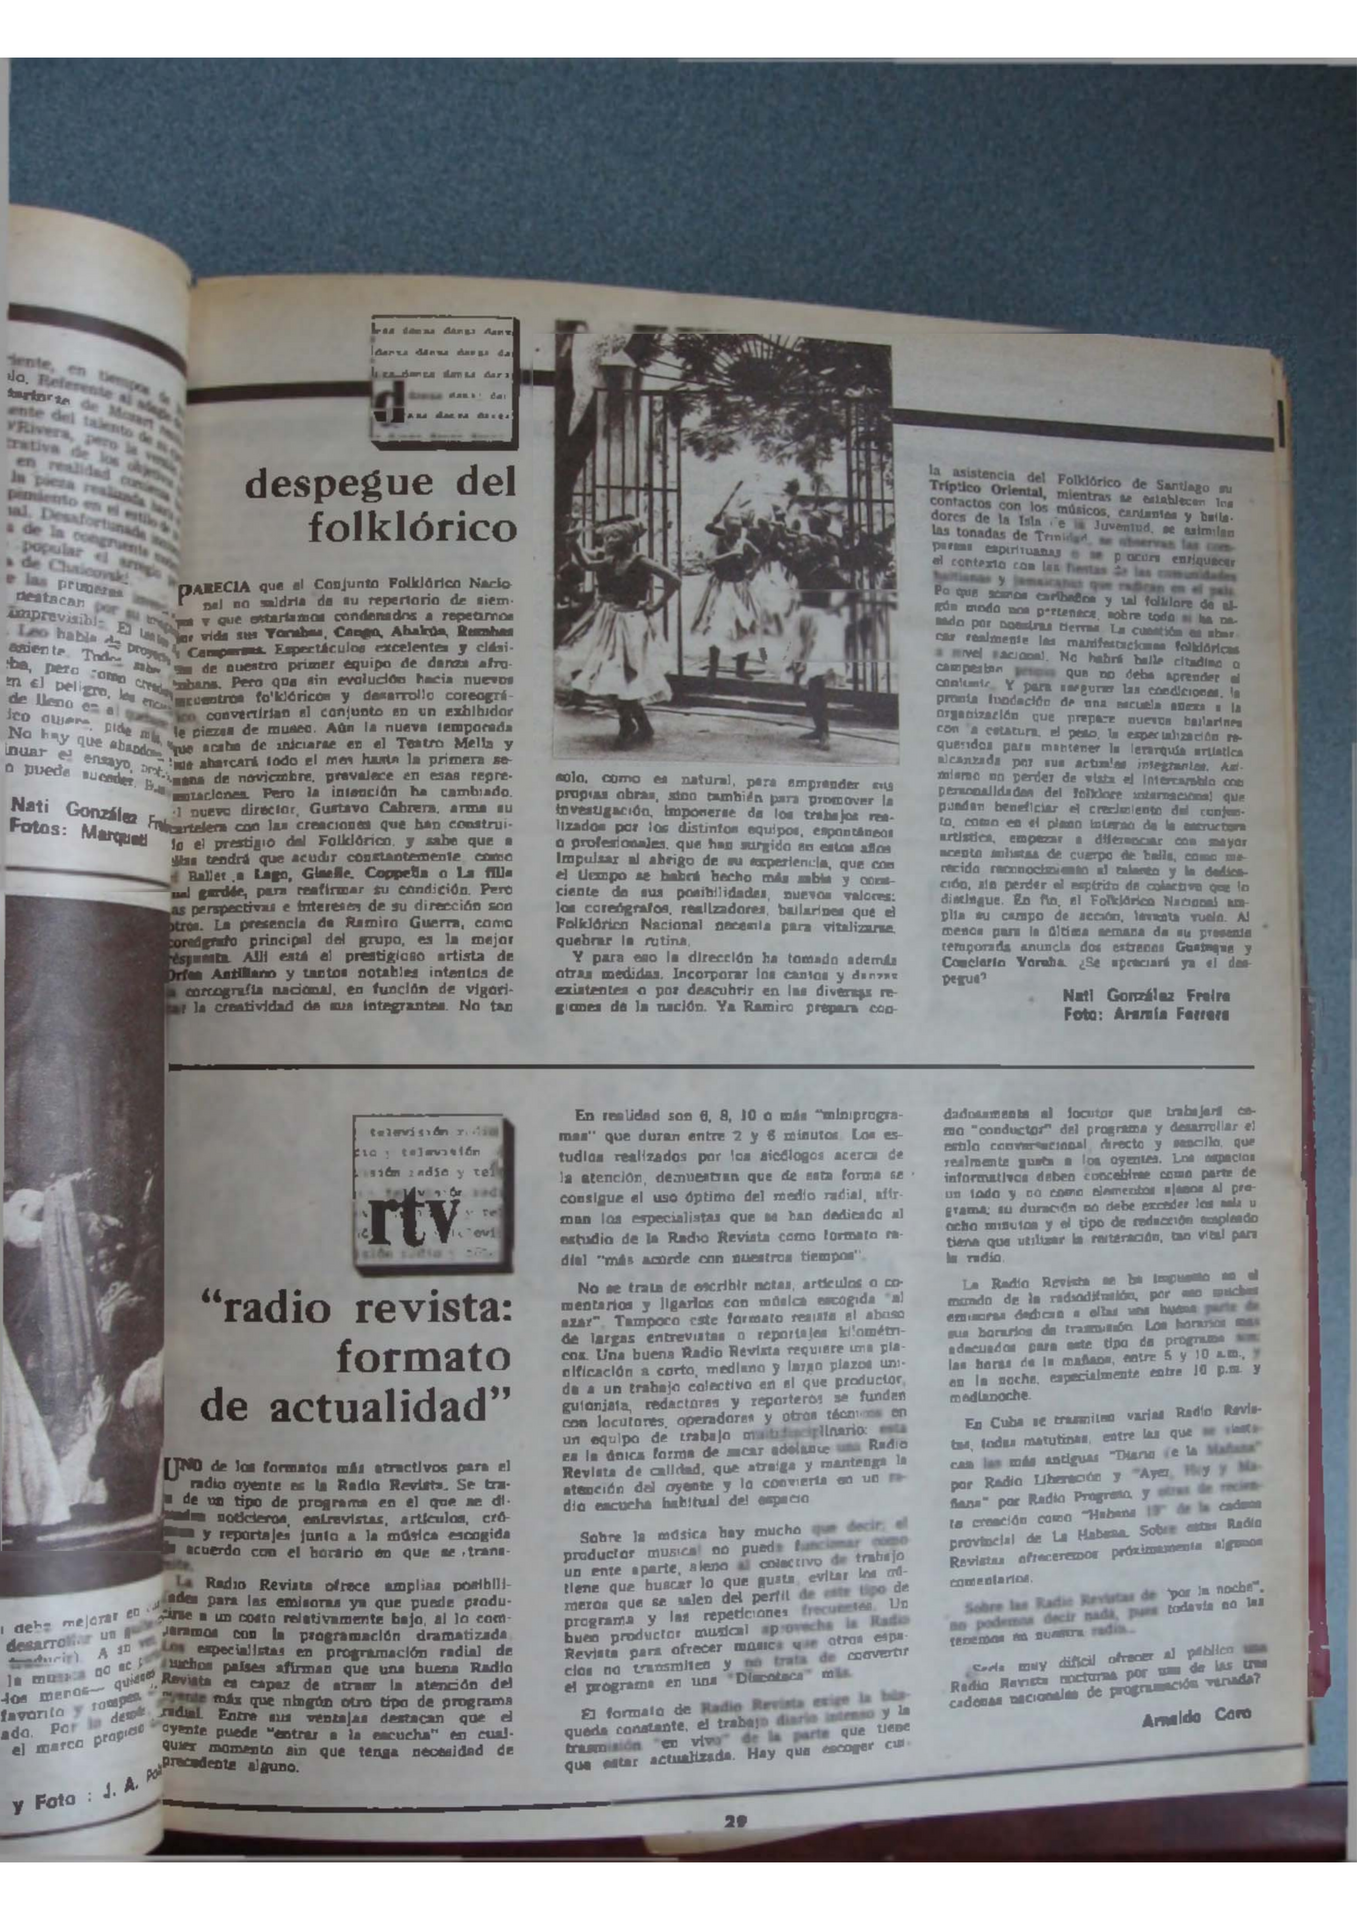 danza danza danza
d
despegue del
folklórico
PARECIA que el Conjunto Folklórico Nacio
nal no saldría de su repertorio de siem-
y que estaríamos condenados a repetirnos
vida sus Yorubas, Congo, Abakúa, Rumbas
Comparsas. Espectáculos excelentes y clási-
de nuestro primer equipo de danza afro-
Pero que sin evolución hacia nuevos
folklóricos y desarrollo coreográ-
convertirían el conjunto en un exhibidor
de piezas de museo. Aún la nueva temporada
que acaba de iniciarse en el Teatro Mella y
que abarcará todo el mes hasta la primera se-
mana de noviembre, prevalece en esas repre-
sentaciones. Pero la intención ha cambiado.
El nuevo director, Gustavo Cabrera, arma su
cartelera con las creaciones que han construi-
do el prestigio del Folklórico, y sabe que a
ellas tendrá que acudir constantemente como
el Ballet a Lago, Giselle, Coppelia o La fille
mal gardée, para reafirmar su condición. Pero
las perspectivas e intereses de su dirección son
otros. La presencia de Ramiro Guerra, como
coreógrafo principal del grupo, es la mejor
respuesta. Allí está el prestigioso artista de
Orfeo Antillano y tantos notables intentos de
la coreografía nacional, en función de vigori-
zar la creatividad de sus integrantes. No tan
solo, como es natural, para emprender sus
propias obras, sino también para promover la
investigación, imponerse de los trabajos rea-
lizados por los distintos equipos, espontáneos
o profesionales, que han surgido en estos años
Impulsar al abrigo de su experiencia, que con
el tiempo se habrá hecho más sabia y cons-
ciente de sus posibilidades, nuevos valores:
los coreógrafos, realizadores, bailarines que el
Folklórico Nacional necesita para vitalizarse,
quebrar la rutina.
Y para eso la dirección ha tomado además
otras medidas. Incorporar los cantos y danzas
existentes o por descubrir en las diversas re-
giones de la nación. Ya Ramiro prepara con-
la asistencia del Folklórico de Santiago su
Tríptico Oriental, mientras se establecen los
contactos con los músicos, cantantes y baila-
dores de la Isla de la Juventud, se asimilan
las tonadas de Trinidad, se observan las com-
parsas espirituanas o se procura enriquecer
el contexto con las fiestas de las comunidades
haitianas y jamaicanas que radican en el país.
Po que somos caribeños y tal folklore de al-
gún modo nos pertenece, sobre todo si ha na-
cido por nuestras tierras. La cuestión es abar-
car realmente las manifestaciones folklóricas
a nivel nacional. No habrá baile citadino o
campesino que no deba aprender el
conjunto. Y para asegurar las condiciones, la
pronta fundación de una escuela anexa a la
organización que prepare nuevos bailarines
con la estatura, el peso, la especialización re-
queridos para mantener la jerarquía artística
alcanzada por sus actuales integrantes. Asi-
mismo no perder de vista el intercambio con
personalidades del folklore internacional que
puedan beneficiar el crecimiento del conjun-
to, como en el plano interno de la estructura
artística, empezar a diferenciar con mayor
acento solistas de cuerpo de baile, como me-
recido reconocimiento al talento y la dedica-
ción, sin perder el espíritu de colectivo que lo
distingue. En fin, el Folklórico Nacional am-
plía su campo de acción, levanta vuelo. Al
menos para la última semana de su presente
temporada anuncia dos estrenos Guateque y
Concierto Yoruba. ¿Se apreciará ya el des-
pegue?
Nati González Freire
Foto: Aramís Ferrera
televisión radio
rtv
“radio revista:
formato
de actualidad”
UNO de los formatos más atractivos para el
radio oyente es la Radio Revista. Se tra-
ta de un tipo de programa en el que se di-
funden noticieros, entrevistas, artículos, cró-
nicas y reportajes junto a la música escogida
de acuerdo con el horario en que se trans-
mite.
La Radio Revista ofrece amplias posibili-
dades para las emisoras ya que puede produ-
cirse a un costo relativamente bajo, si lo com-
paramos con la programación dramatizada.
Los especialistas en programación radial de
muchos países afirman que una buena Radio
Revista es capaz de atraer la atención del
oyente más que ningún otro tipo de programa
radial. Entre sus ventajas destacan que el
oyente puede “entrar a la escucha” en cual-
quier momento sin que tenga necesidad de
precedente alguno.
En realidad son 6, 8, 10 o más “miniprogra-
mas” que duran entre 2 y 6 minutos. Los es-
tudios realizados por los sicólogos acerca de
la atención, demuestran que de esta forma se
consigue el uso óptimo del medio radial, afir-
man los especialistas que se han dedicado al
estudio de la Radio Revista como formato ra-
dial “más acorde con nuestros tiempos”.
No se trata de escribir notas, artículos o co-
mentarios y ligarlos con música escogida “al
azar”. Tampoco este formato resiste el abuso
de largas entrevistas o reportajes kilométri-
cos. Una buena Radio Revista requiere una pla-
nificación a corto, mediano y largo plazos uni-
da a un trabajo colectivo en el que productor,
guionista, redactores y reporteros se funden
con locutores, operadores y otros técnicos en
un equipo de trabajo multidisciplinario: esta
es la única forma de sacar adelante una Radio
Revista de calidad, que atraiga y mantenga la
atención del oyente y lo convierta en un ra-
dio escucha habitual del espacio
Sobre la música hay mucho que decir, el
productor musical no puede funcionar como
un ente aparte, ajeno al colectivo de trabajo
tiene que buscar lo que gusta, evitar los nú-
meros que se salen del perfil de este tipo de
programa y las repeticiones frecuentes. Un
buen productor musical aprovecha la Radio
Revista para ofrecer música que otros espa-
cios no transmiten y no trata de convertir
el programa en una “Discoteca” más.
El formato de Radio Revista exige la bús-
queda constante, el trabajo diario intenso y la
trasmisión “en vivo” de la parte que tiene
que estar actualizada. Hay que escoger cui-
dadosamente al locutor que trabajará co-
mo “conductor” del programa y desarrollar el
estilo conversacional, directo y sencillo, que
realmente gusta a los oyentes. Los espacios
informativos deben concebirse como parte de
un todo y no como elementos ajenos al pro-
grama; su duración no debe exceder los seis u
ocho minutos y el tipo de redacción empleado
tiene que utilizar la reiteración, tan vital para
la radio.
La Radio Revista se ha impuesto en el
mundo de la radiodifusión, por eso muchas
emisoras dedican a ellas una buena parte de
sus horarios de trasmisión. Los horarios más
adecuados para este tipo de programa son:
las horas de la mañana, entre 5 y 10 a.m., y
en la noche, especialmente entre 10 p.m. y
medianoche.
En Cuba se trasmiten varias Radio Revis-
tas, todas matutinas, entre las que se desta-
can las más antiguas “Diario de la Mañana”
por Radio Liberación y “Ayer, Hoy y Ma-
ñana” por Radio Progreso, y otras de recien-
te creación como “Habana 19” de la cadena
provincial de La Habana. Sobre estas Radio
Revistas ofreceremos próximamente algunos
comentarios.
Sobre las Radio Revistas de “por la noche”,
no podemos decir nada, pues todavía no las
tenemos en nuestra radio...
¿Sería muy difícil ofrecer al público una
Radio Revista nocturna por una de las tres
cadenas nacionales de programación variada?
Arnaldo Coro
29
Nati González Freire
Fotos: Marqueti
y Foto : J. A.